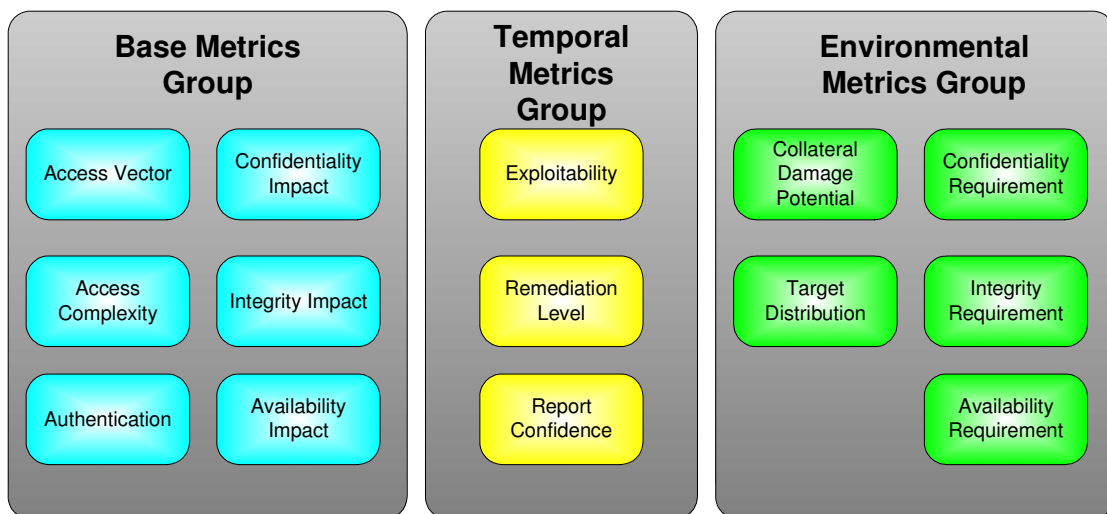 Base Metrics
Group
Access Vector
Confidentiality
Impact
Access
Complexity
Integrity Impact
Authentication
Availability
Impact
Temporal
Metrics
Group
Exploitability
Remediation
Level
Report
Confidence
Environmental
Metrics Group
Collateral
Damage
Potential
Confidentiality
Requirement
Target
Distribution
Integrity
Requirement
Availability
Requirement